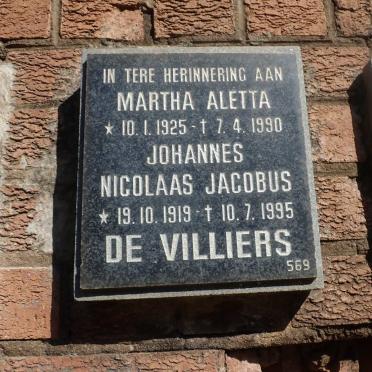 IN TERE HERINNERING AAN
MARTHA ALETTA
★ 10. 1. 1925 - † 7. 4. 1990
JOHANNES
NICOLAAS JACOBUS
★ 19. 10. 1919 - † 10. 7. 1995
DE VILLIERS
569